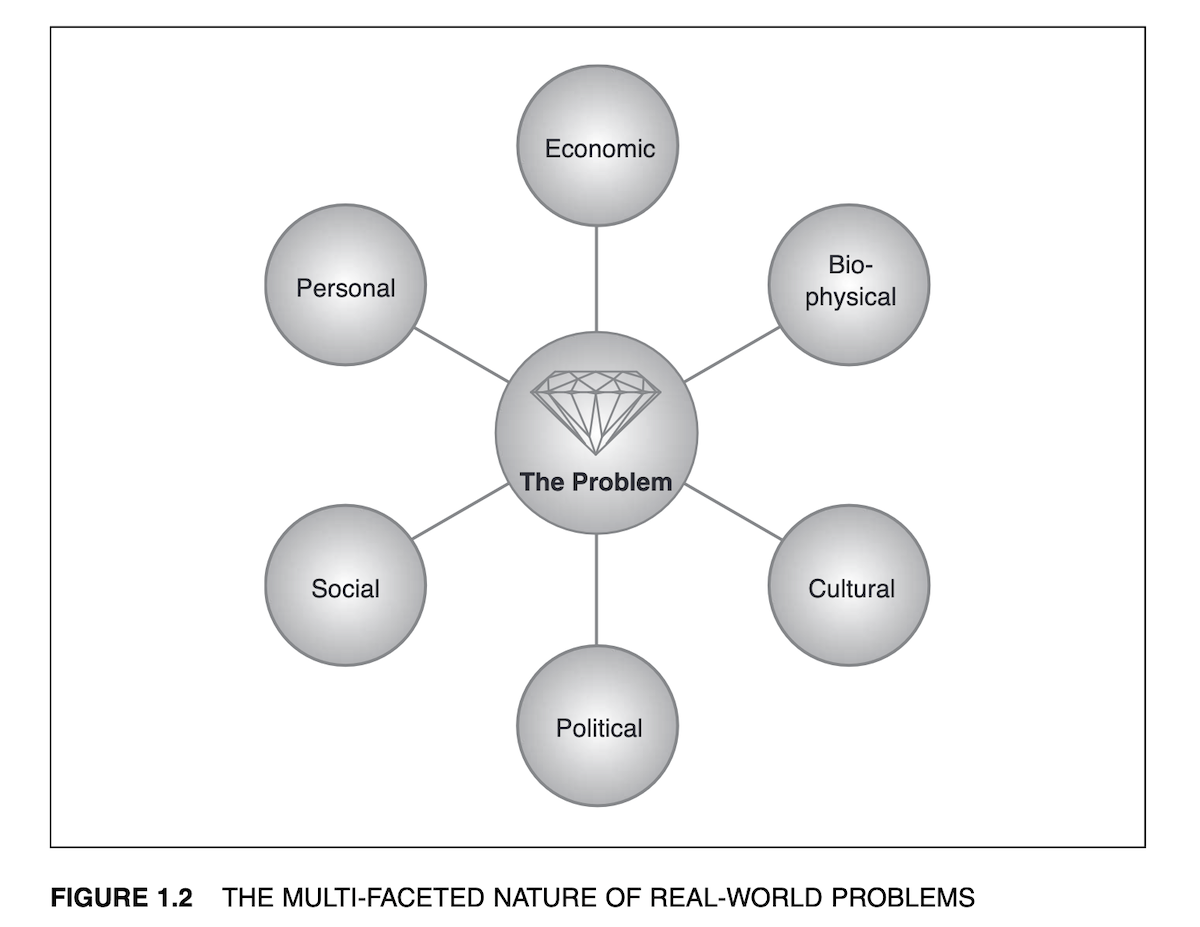 Economic
Personal
Bio-
physical
The Problem
Social
Cultural
Political
FIGURE 1.2 THE MULTI-FACETED NATURE OF REAL-WORLD PROBLEMS